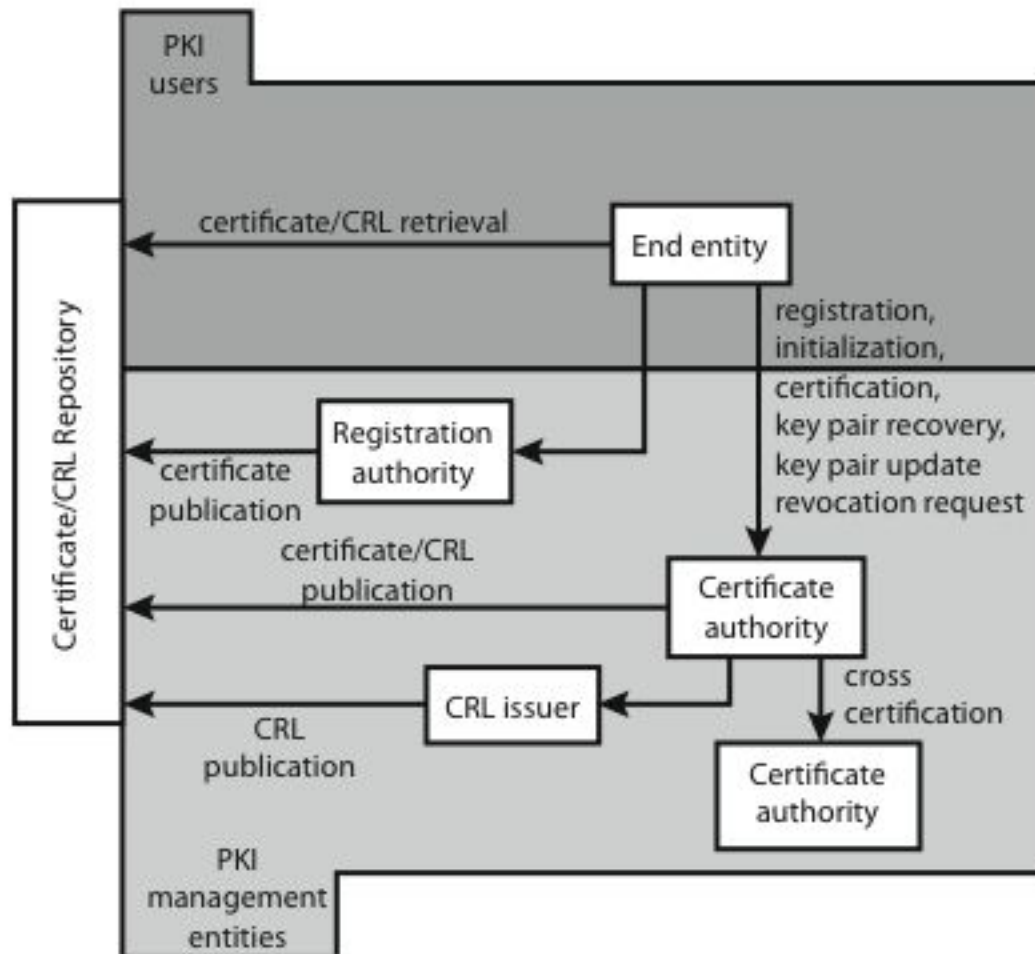 PKI
users
certificate/CRL retrieval
End entity
Certificate/CRL Repository
registration,
initialization,
certification,
key pair recovery,
key pair update
revocation request
Registration
authority
certificate
publication
certificate/CRL
publication
Certificate
authority
CRL issuer
cross
certification
CRL
publication
Certificate
authority
PKI
management
entities